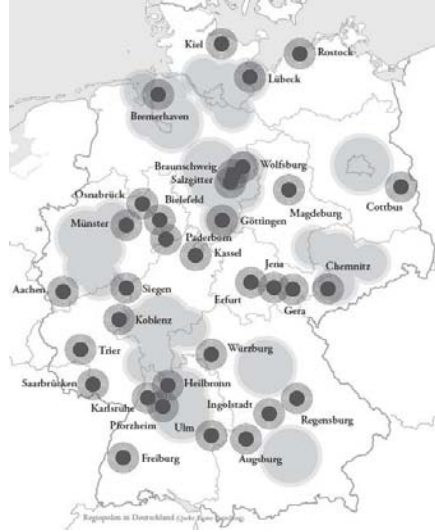 Kiel
Rostock
Lübeck
Bremerhaven
Braunschweig
Wolfsburg
Salzgitter
Osnabrück
Bielefeld
Magdeburg
Cottbus
Münster
Göttingen
Paderborn
Kassel
Jena
Chemnitz
Aachen
Siegen
Erfurt
Gera
Koblenz
Trier
Würzburg
Saarbrücken
Heilbronn
Karlsruhe
Ingolstadt
Pforzheim
Regensburg
Ulm
Augsburg
Freiburg
Regiopolen in Deutschland